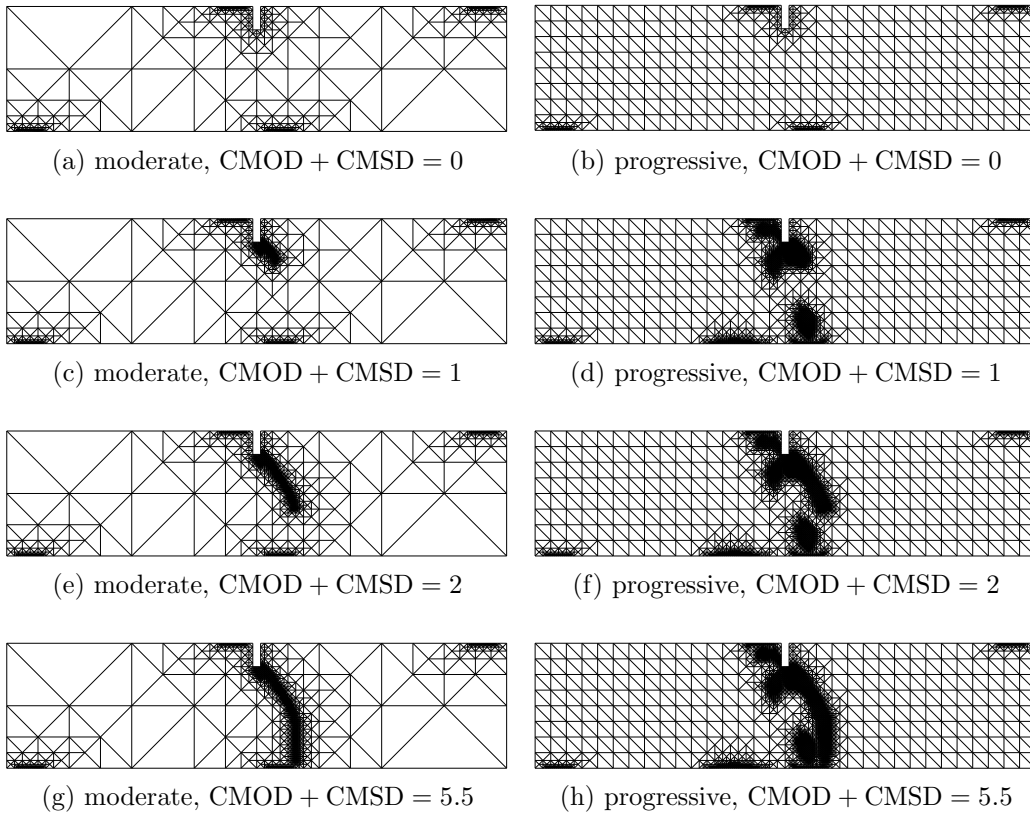 (a) moderate, CMOD + CMSD = 0
(b) progressive, CMOD + CMSD = 0
(c) moderate, CMOD + CMSD = 1
(d) progressive, CMOD + CMSD = 1
(e) moderate, CMOD + CMSD = 2
(f) progressive, CMOD + CMSD = 2
(g) moderate, CMOD + CMSD = 5.5
(h) progressive, CMOD + CMSD = 5.5